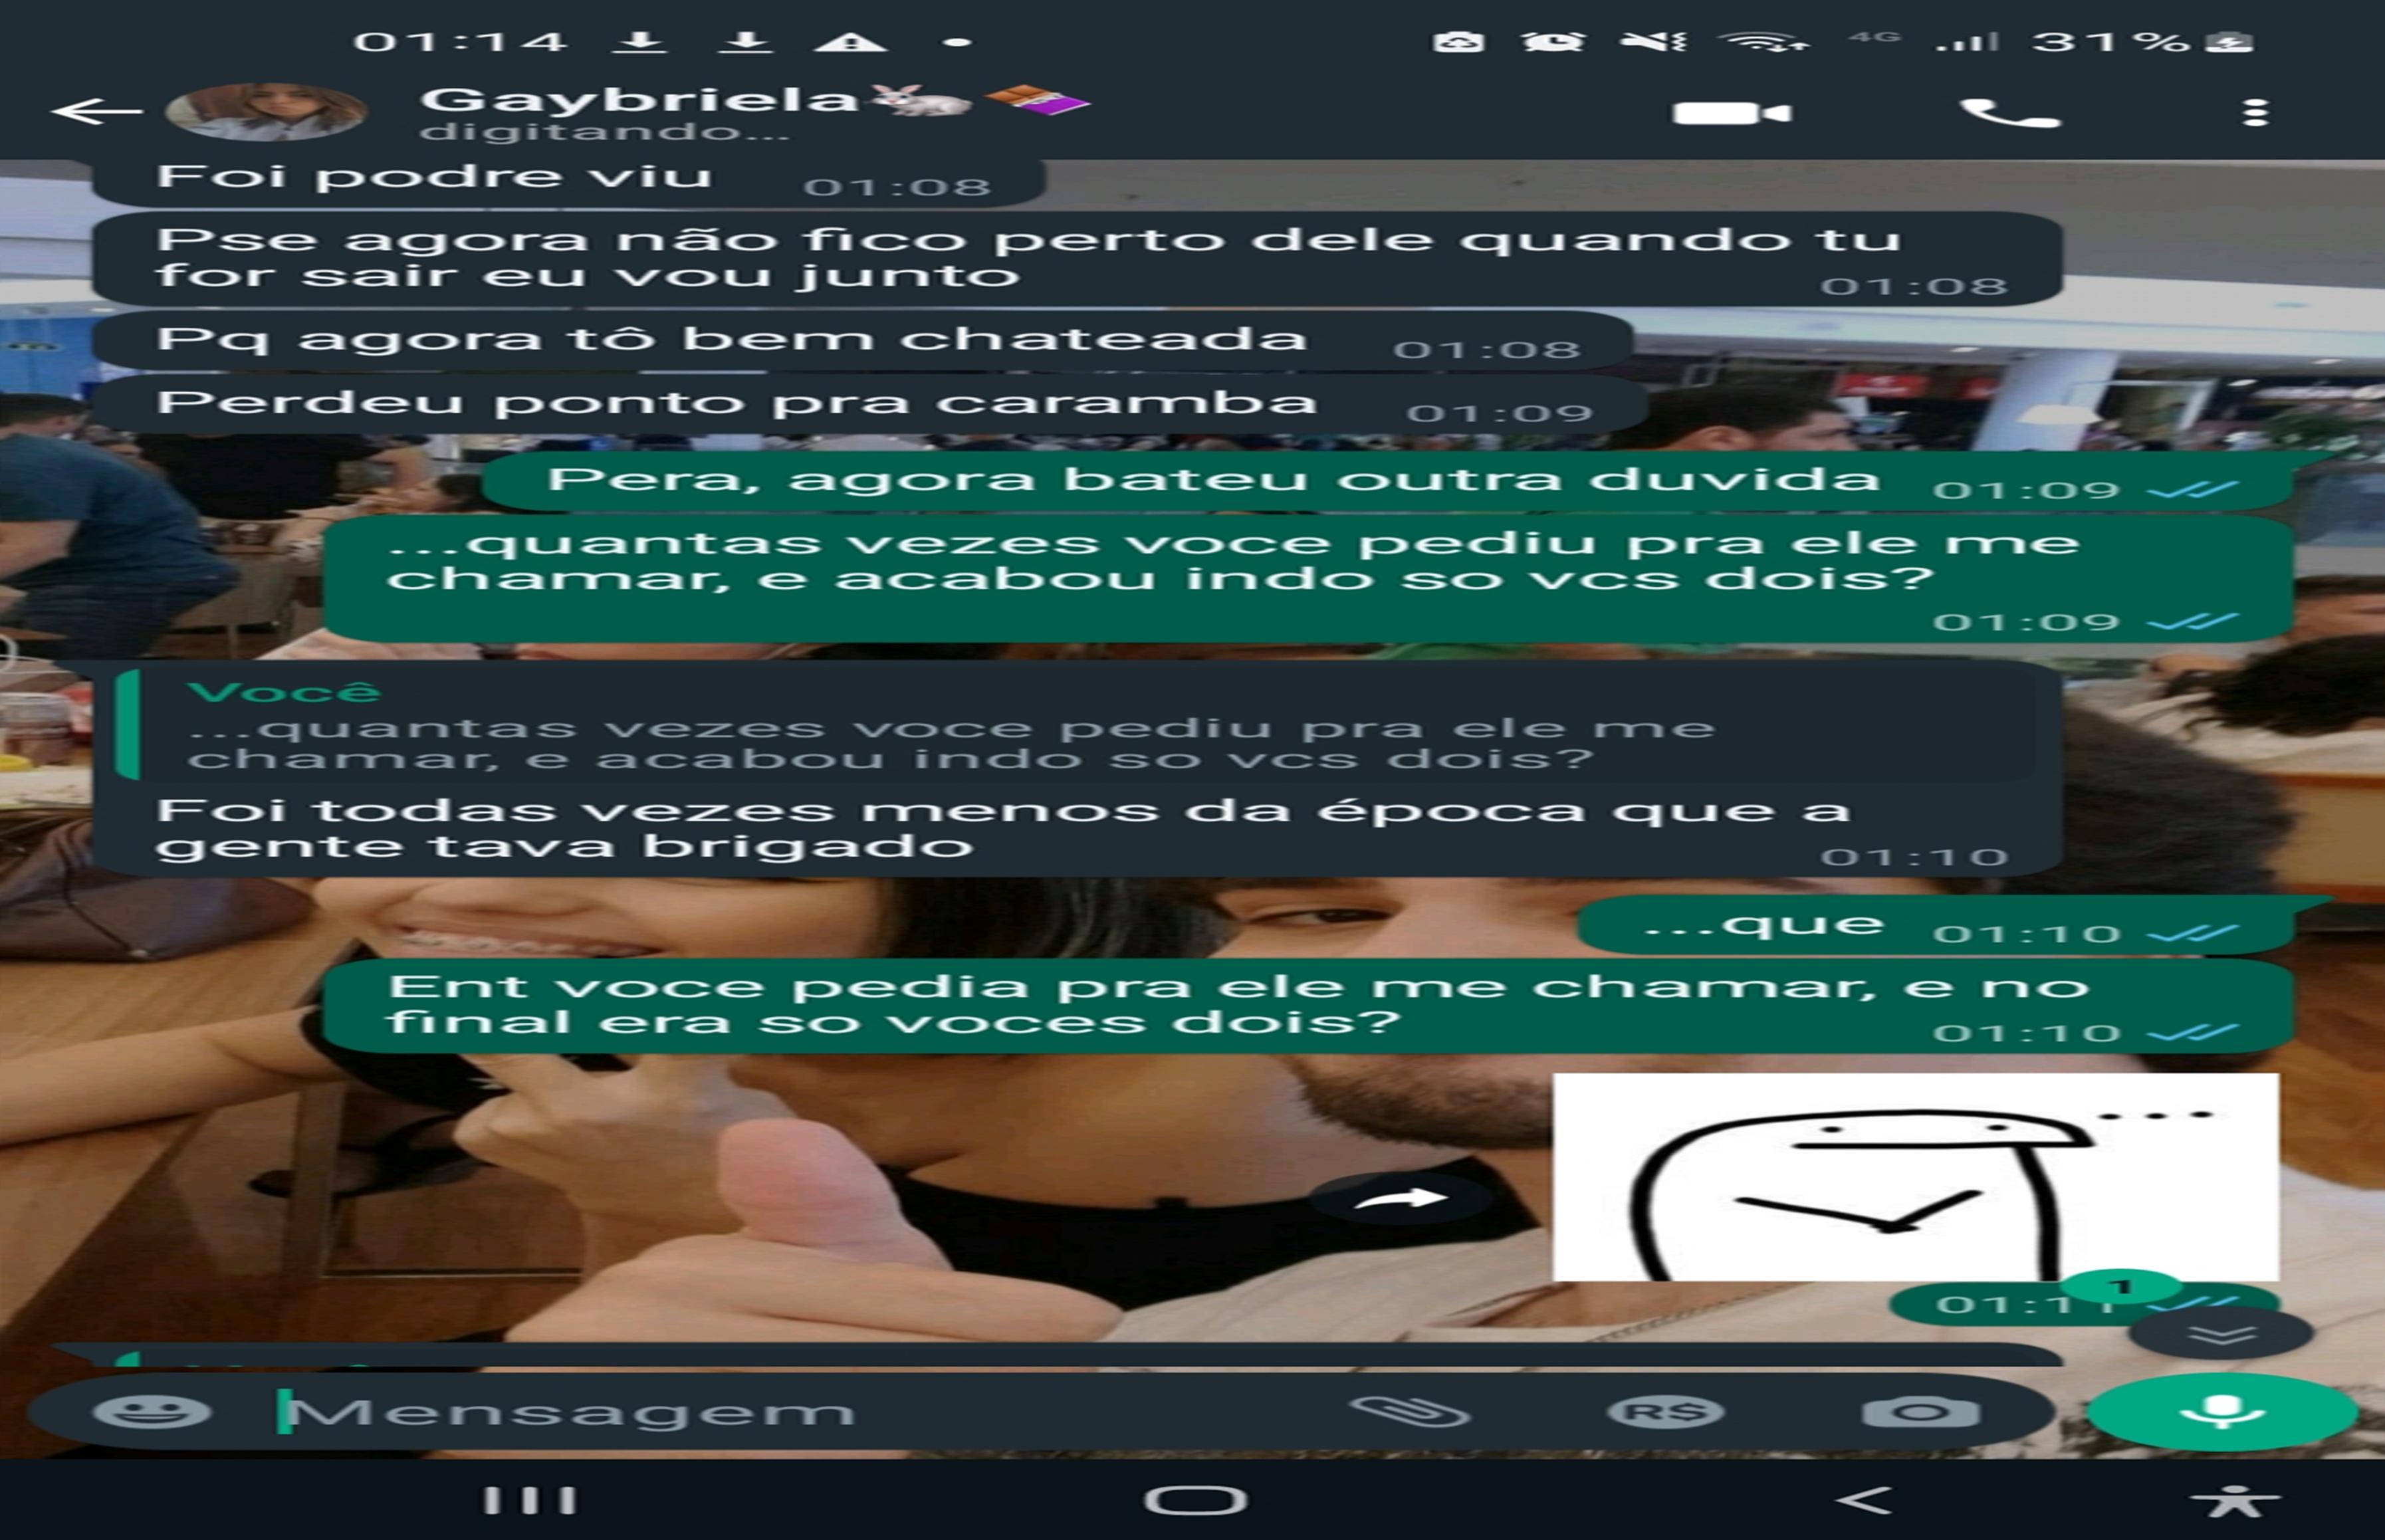 01:14
4G
31%
Gaybriela
digitando...
Foi podre viu 01:08
Pse agora não fico perto dele quando tu
for sair eu vou junto
01:08
Pq agora tô bem chateada 01:08
Perdeu ponto pra caramba 01:09
Pera, agora bateu outra duvida 01:09
...quantas vezes voce pediu pra ele me
chamar, e acabou indo so vcs dois?
01:09
Você
...quantas vezes voce pediu pra ele me
chamar, e acabou indo so vcs dois?
Foi todas vezes menos da época que a
gente tava brigado
01:10
...que 01:10
Ent voce pedia pra ele me chamar, e no
final era so voces dois?
01:10
....
1
01:11
Mensagem
R$